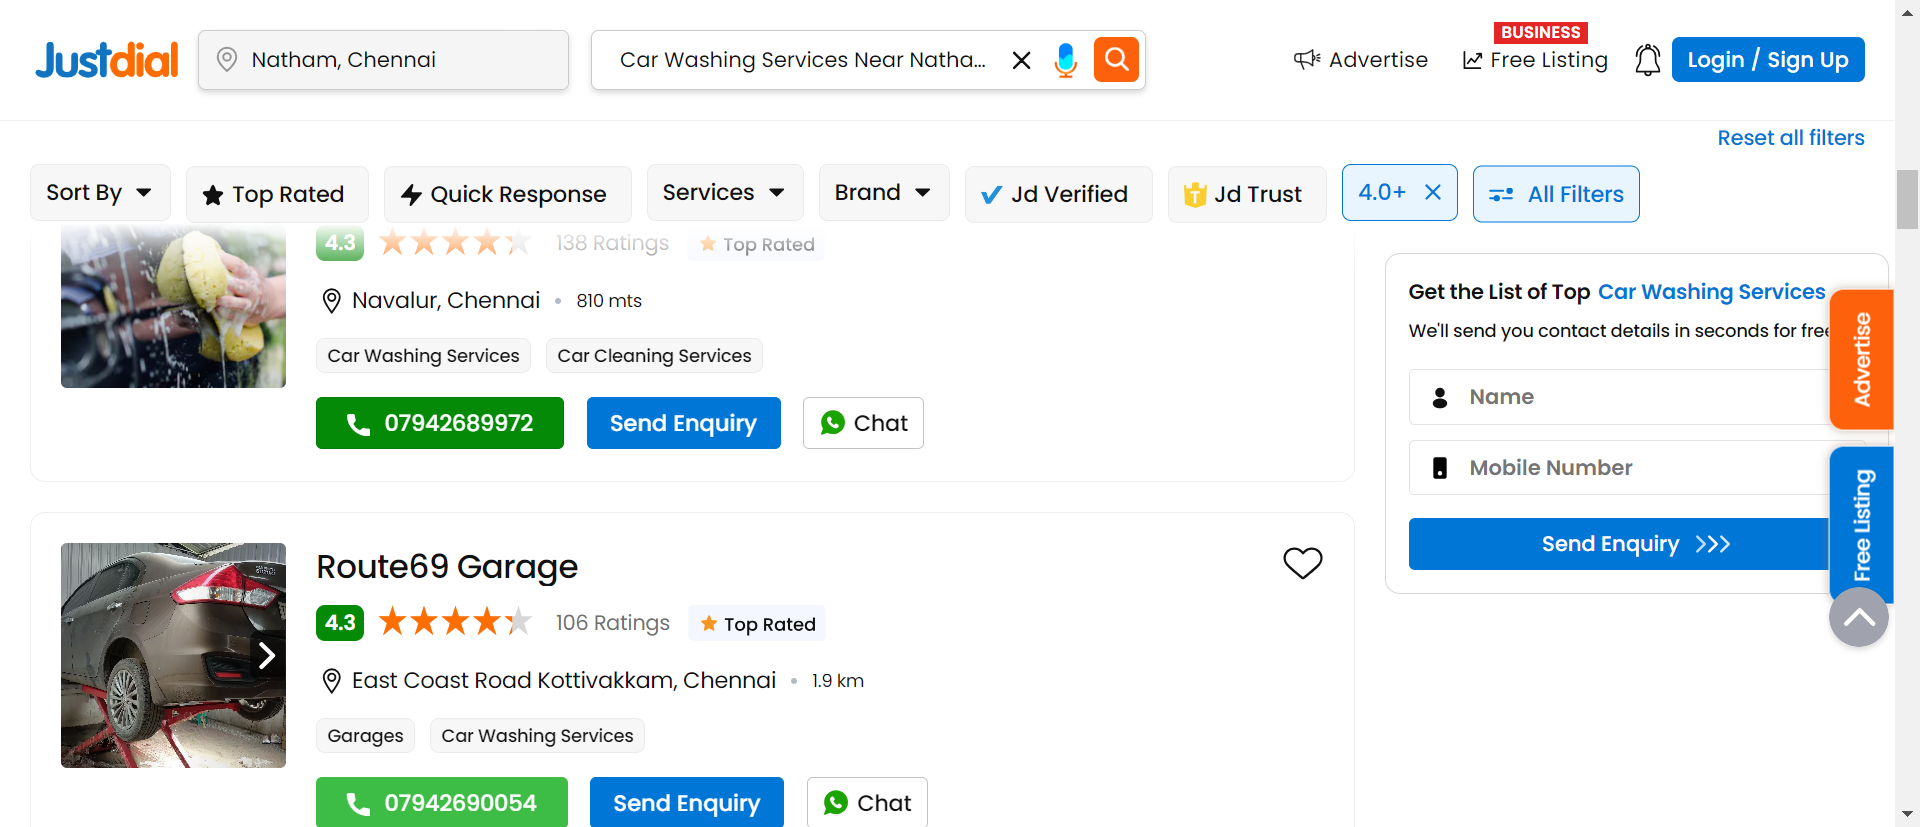 Justdial
Natham, Chennai
Car Washing Services Near Natha...
Advertise
BUSINESS
Free Listing
Login / Sign Up
Reset all filters
Sort By
Top Rated
Quick Response
Services
Brand
Jd Verified
T
Jd Trust
4.0+
All Filters
4.3
138 Ratings
Top Rated
Navalur, Chennai
810 mts
Car Washing Services
Car Cleaning Services
07942689972
Send Enquiry
Chat
Route69 Garage
4.3
106 Ratings
Top Rated
East Coast Road Kottivakkam, Chennai
1.9 km
Garages
Car Washing Services
07942690054
Send Enquiry
Chat
Get the List of Top Car Washing Services
We'll send you contact details in seconds for free
Name
Mobile Number
Send Enquiry
Advertise
Free Listing